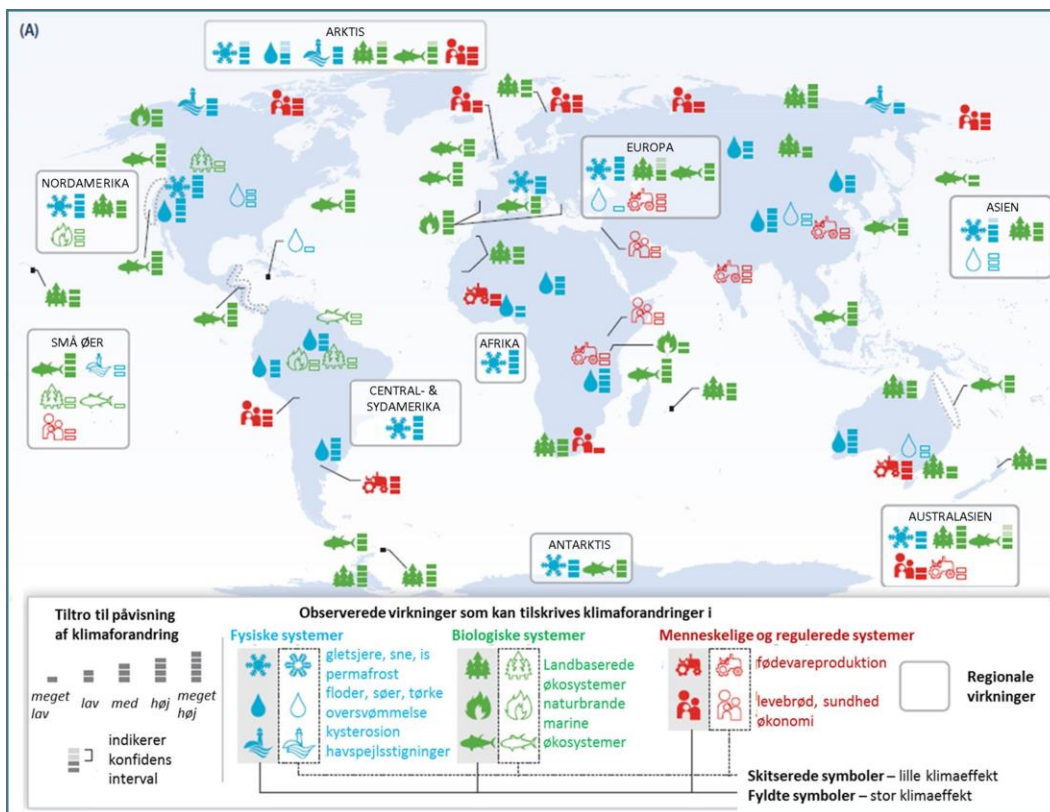 (A)
ARKTIS
NORDAMERIKA
EUROPA
ASIEN
SMÅ ØER
AFRIKA
CENTRAL- &
SYDAMERIKA
ANTARKTIS
AUSTRALASIEN
Tiltro til påvisning
af klimaforandring
meget
lav
lav
med
høj
meget
høj
indikerer
konfidens
interval
Observerede virkninger som kan tilskrives klimaforandringer i
Fysiske systemer
gletsjere, sne, is
permafrost
floder, søer, tørke
oversvømmelse
kysterosion
havspejlsstigninger
Biologiske systemer
Landbaserede
økosystemer
naturbrande
marine
økosystemer
Menneskelige og regulerede systemer
fødevareproduktion
levebrød, sundhed
økonomi
Regionale
virkninger
Skitserede symboler – lille klimaeffekt
Fyldte symboler – stor klimaeffekt